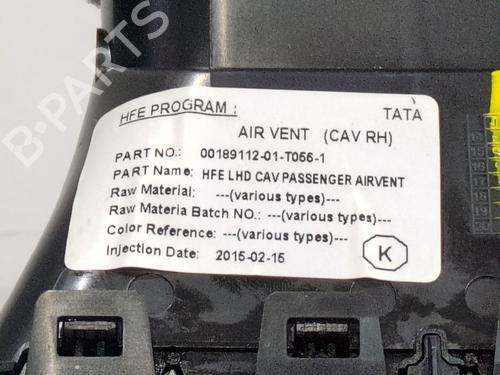 B-PARTS
HFE PROGRAM : TATA
AIR VENT (CAV RH)
PART NO.: 00189112-01-T056-1
PART NAME: HFE LHD CAV PASSENGER AIRVENT
Raw Material: ---(various types)---
Raw Materia Batch NO.: ---(various types)---
Color Reference: ---(various types)---
Injection Date: 2015-02-15
K